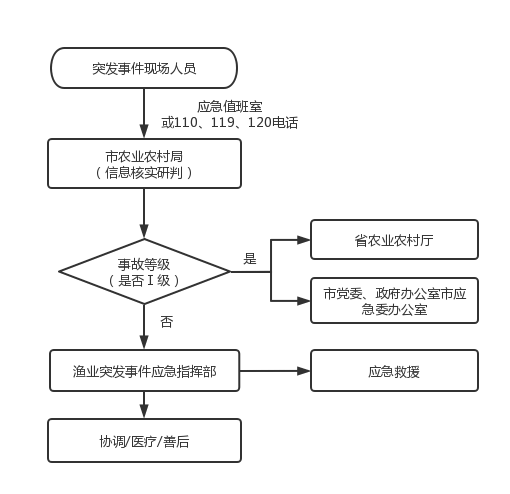 突发事件现场人员
应急值班室
或110、119、120电话
市农业农村局
（信息核实研判）
事故等级
（是否Ⅰ级）
是
省农业农村厅
市党委、政府办公室市应
急委办公室
否
渔业突发事件应急指挥部
应急救援
协调/医疗/善后